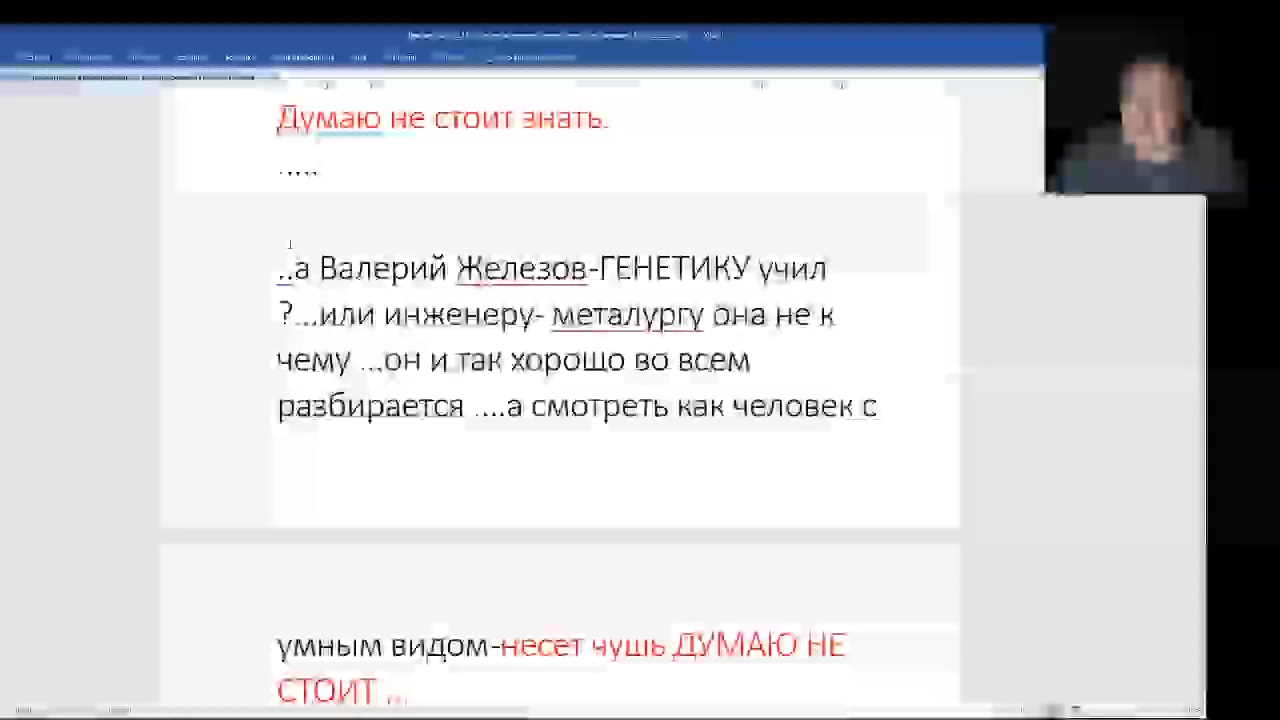 Думаю не стоит знать.
.....
..а Валерий Железов-ГЕНЕТИКУ учил
?...или инженеру- металургу она не к
чему ...он и так хорощо во всем
разбирается ....а смотреть как человек с
умным видом-несет чушь ДУМАЮ НЕ
СТОИТ ...